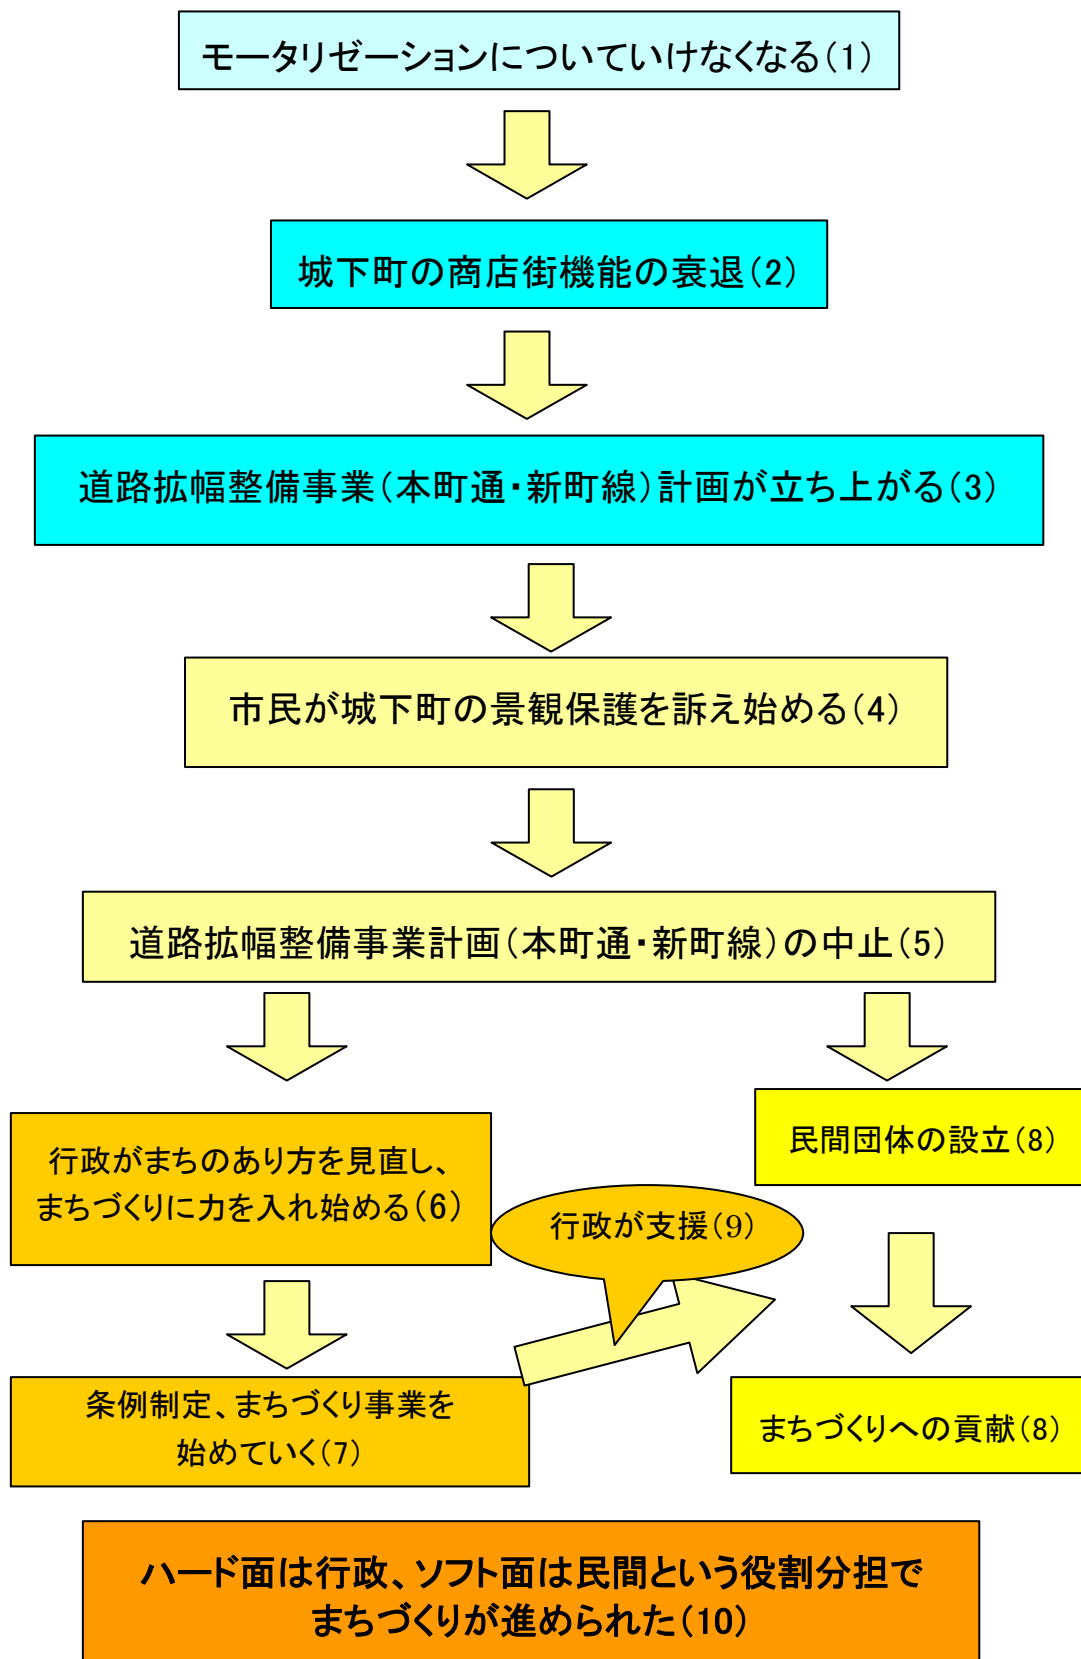 モータリゼーションについていけなくなる(1)
城下町の商店街機能の衰退(2)
道路拡幅整備事業(本町通・新町線)計画が立ち上がる(3)
市民が城下町の景観保護を訴え始める(4)
道路拡幅整備事業計画(本町通・新町線)の中止(5)
行政がまちのあり方を見直し、
まちづくりに力を入れ始める(6)
民間団体の設立(8)
行政が支援(9)
条例制定、まちづくり事業を
始めていく(7)
まちづくりへの貢献(8)
ハード面は行政、ソフト面は民間という役割分担で
まちづくりが進められた(10)